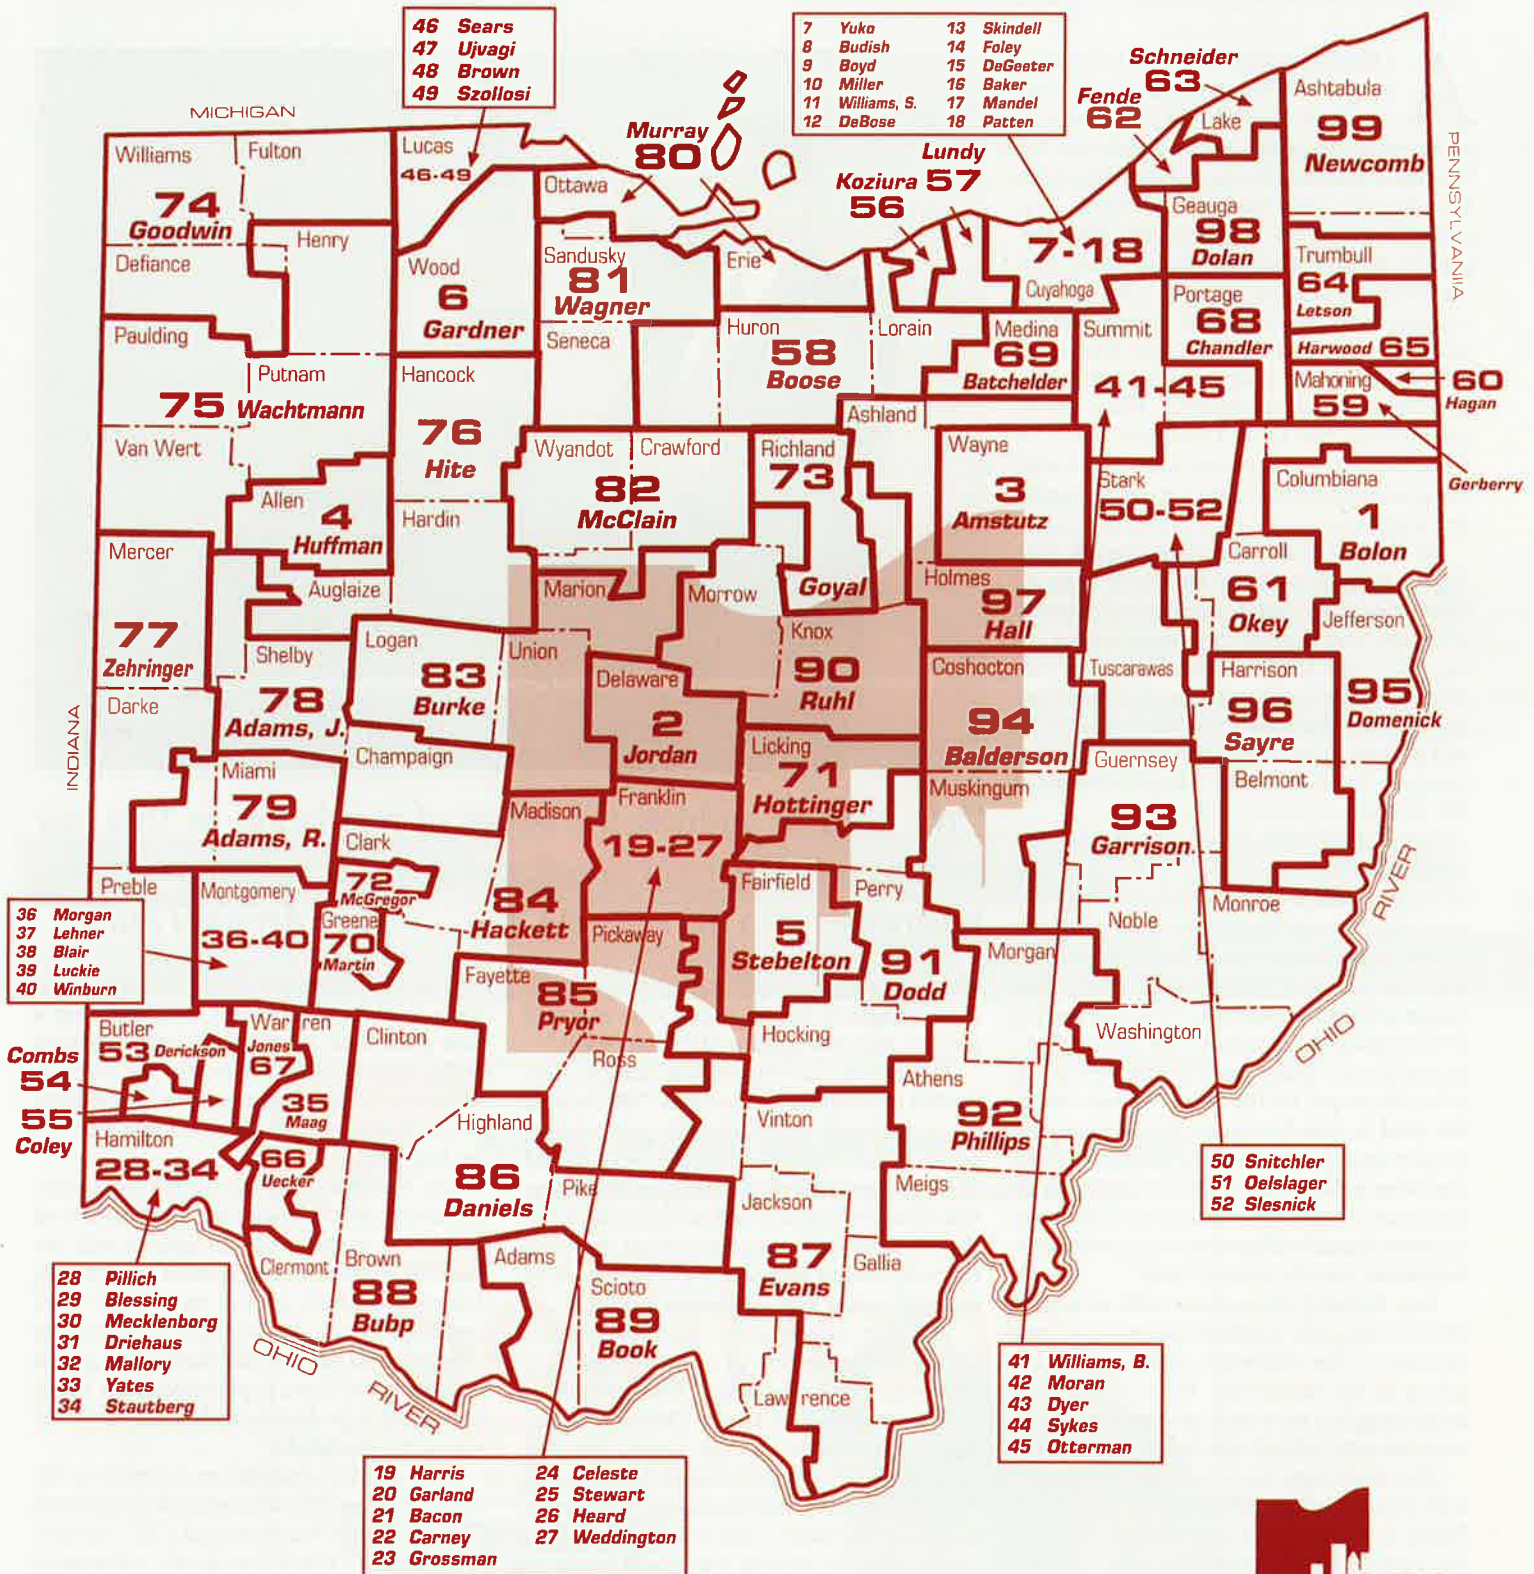 46 Sears
47 Ujvagi
48 Brown
49 Szollosi
7 Yuko 13 Skindell
8 Budish 14 Foley
9 Boyd 15 DeGeeter
10 Miller 16 Baker
11 Williams, S. 17 Mandel
12 DeBose 18 Patten
Schneider
63
Fende
62
MICHIGAN
Murray
80
Lundy
57
Koziura
56
Ashtabula
99
Newcomb
PENNSYLVANIA
Williams
Fulton
74
Goodwin
Lucas
46-49
Ottawa
Lake
Geauga
98
Dolan
Defiance
Henry
Wood
6
Gardner
Sandusky
81
Wagner
Erie
7-18
Cuyahoga
Trumbull
64
Letson
Harwood 65
Paulding
Putnam
75 Wachtmann
Hancock
Seneca
Huron
58
Boose
Lorain
Medina
69
Batchelder
Summit
41-45
Portage
68
Chandler
Mahoning
59
60
Hagan
Gerberry
Van Wert
Allen
4
Huffman
76
Hite
Hardin
Wyandot
Crawford
82
McClain
Richland
73
Goyal
Ashland
Wayne
3
Amstutz
Stark
50-52
Columbiana
1
Bolon
Mercer
77
Zehringer
Auglaize
Marion
Morrow
Holmes
97
Hall
Carroll
61
Okey
Jefferson
Shelby
78
Adams, J.
Logan
83
Burke
Union
Delaware
2
Jordan
Knox
90
Ruhl
Coshocton
94
Balderson
Tuscarawas
Harrison
96
Sayre
95
Domenick
INDIANA
Darke
Miami
79
Adams, R.
Champaign
Licking
71
Hottinger
Muskingum
Guernsey
93
Garrison
Belmont
Madison
Franklin
19-27
Clark
72
McGregor
84
Hackett
Preble
Montgomery
36-40
Greene
70
Martin
Pickaway
Fairfield
5
Stebelton
Perry
91
Dodd
Noble
Monroe
OHIO RIVER
36 Morgan
37 Lehner
38 Blair
39 Luckie
40 Winburn
Fayette
85
Pryor
Morgan
Washington
Butler
53 Derickson
Combs
54
55
Coley
Warren
Jones
67
35
Maag
Clinton
Ross
Hocking
Athens
92
Phillips
Hamilton
28-34
66
Uecker
Highland
86
Daniels
Vinton
Meigs
Pike
Jackson
87
Evans
Gallia
50 Snitchler
51 Oelslager
52 Slesnick
Clermont
Brown
88
Bubp
Adams
Scioto
89
Book
Lawrence
28 Pillich
29 Blessing
30 Mecklenborg
31 Driehaus
32 Mallory
33 Yates
34 Stautberg
OHIO RIVER
41 Williams, B.
42 Moran
43 Dyer
44 Sykes
45 Otterman
19 Harris 24 Celeste
20 Garland 25 Stewart
21 Bacon 26 Heard
22 Carney 27 Weddington
23 Grossman